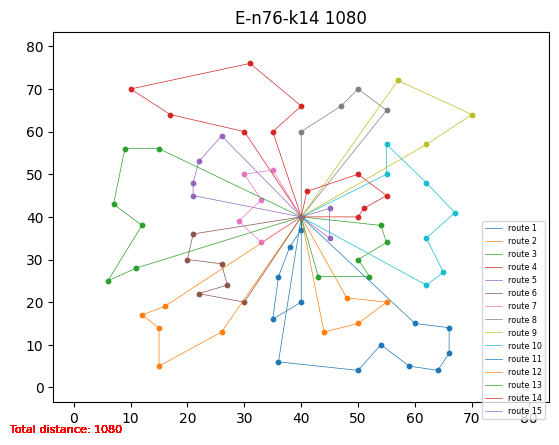 E-n76-k14 1080
80
70
60
50
40
30
20
10
0
0 10 20 30 40 50 60 70 80
route 1
route 2
route 3
route 4
route 5
route 6
route 7
route 8
route 9
route 10
route 11
route 12
route 13
route 14
route 15
Total distance: 1080